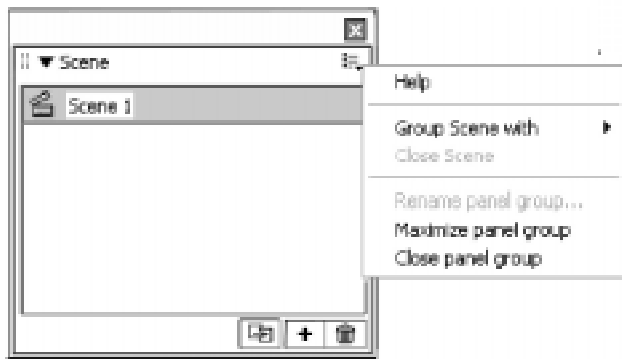 Scene
Scene 1
Help
Group Scene with
Close Scene
Rename panel group...
Maximize panel group
Close panel group